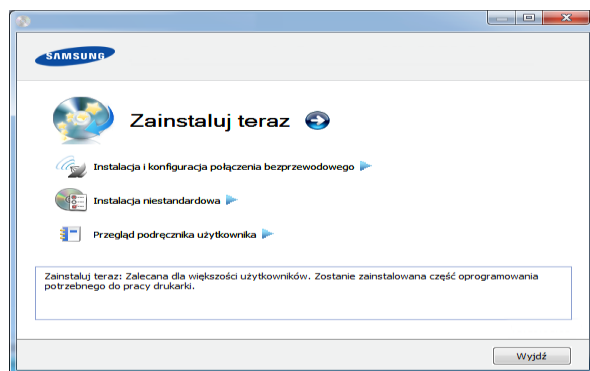 SAMSUNG
Zainstaluj teraz
Instalacja i konfiguracja połączenia bezprzewodowego
Instalacja niestandardowa
Przegląd podręcznika użytkownika
Zainstaluj teraz: Zalecana dla większości użytkowników. Zostanie zainstalowana część oprogramowania
potrzebnego do pracy drukarki.
Wyjdź